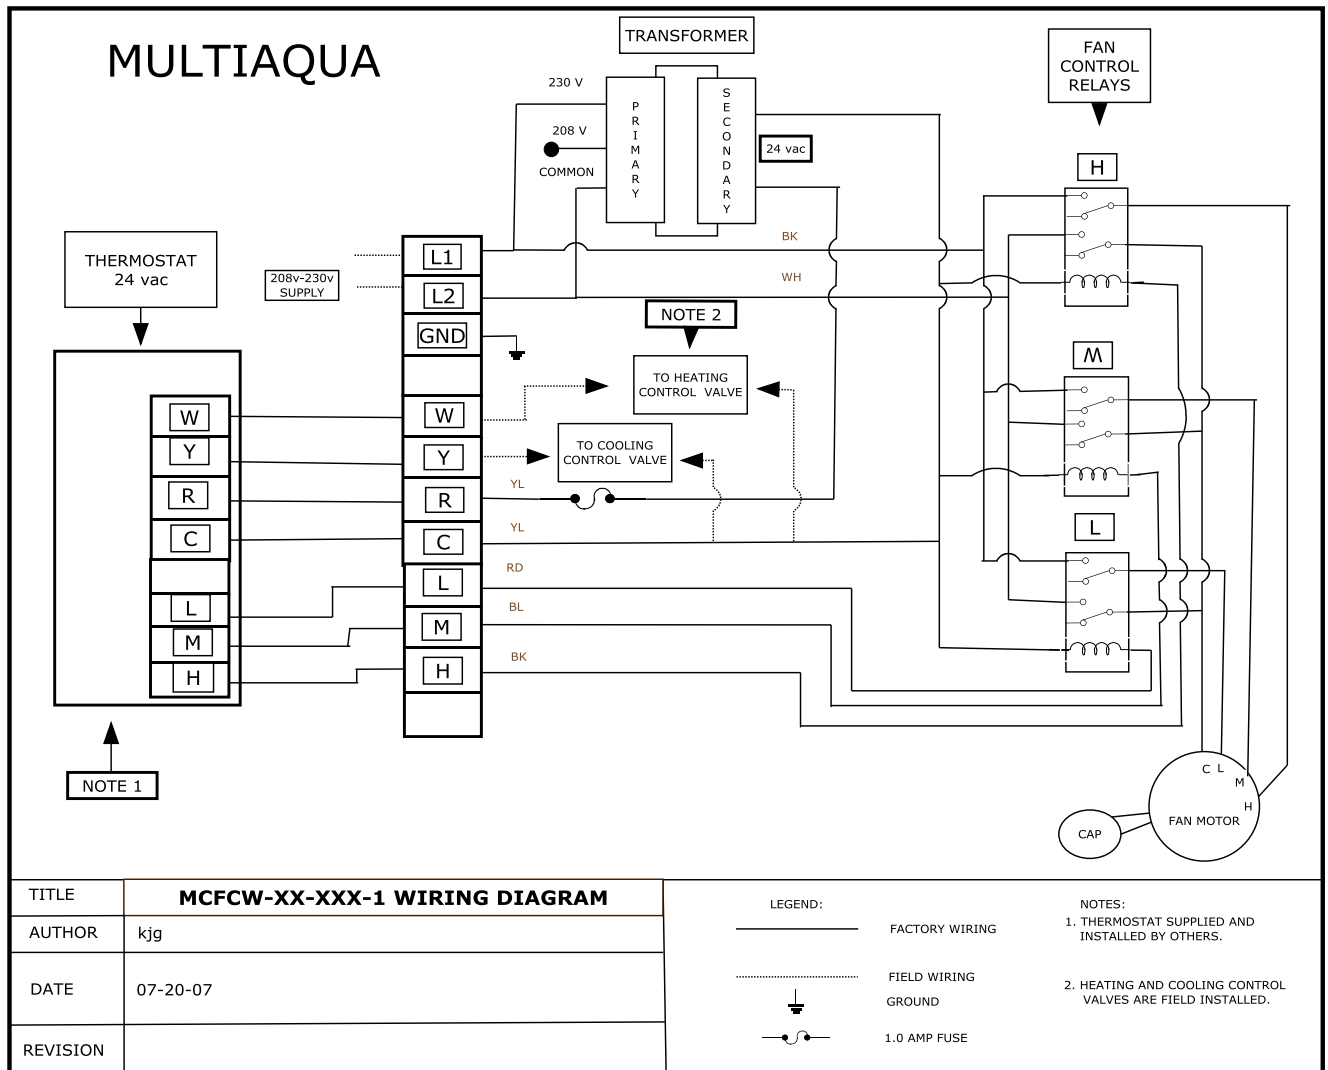 MULTIAQUA
TRANSFORMER
FAN
CONTROL
RELAYS
230 V
208 V
COMMON
PRIMARY
SECONDARY
24 vac
H
THERMOSTAT
24 vac
208v-230v
SUPPLY
L1
L2
GND
BK
WH
NOTE 2
TO HEATING
CONTROL VALVE
TO COOLING
CONTROL VALVE
M
L
W
Y
R
C
L
M
H
W
Y
R
C
L
M
H
YL
YL
RD
BL
BK
NOTE 1
C L
M
H
FAN MOTOR
CAP
TITLE
MCFCW-XX-XXX-1 WIRING DIAGRAM
AUTHOR
kjg
DATE
07-20-07
REVISION
LEGEND:
FACTORY WIRING
FIELD WIRING
GROUND
1.0 AMP FUSE
NOTES:
1. THERMOSTAT SUPPLIED AND
INSTALLED BY OTHERS.
2. HEATING AND COOLING CONTROL
VALVES ARE FIELD INSTALLED.